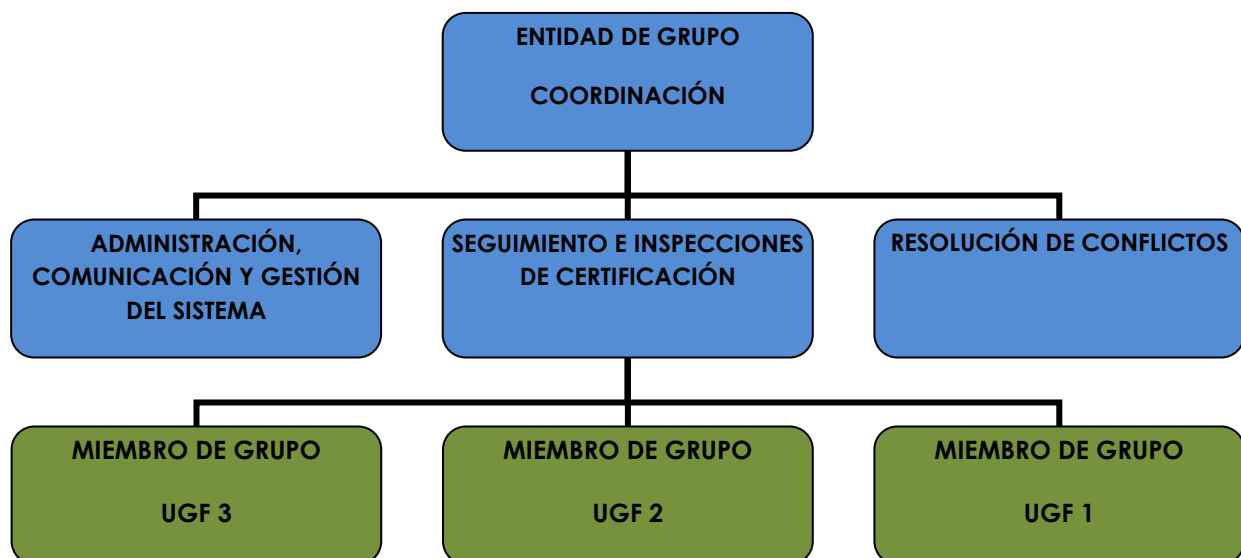 ENTIDAD DE GRUPO
COORDINACIÓN
ADMINISTRACIÓN,
COMUNICACIÓN Y GESTIÓN
DEL SISTEMA
SEGUIMIENTO E INSPECCIONES
DE CERTIFICACIÓN
RESOLUCIÓN DE CONFLICTOS
MIEMBRO DE GRUPO
UGF 3
MIEMBRO DE GRUPO
UGF 2
MIEMBRO DE GRUPO
UGF 1